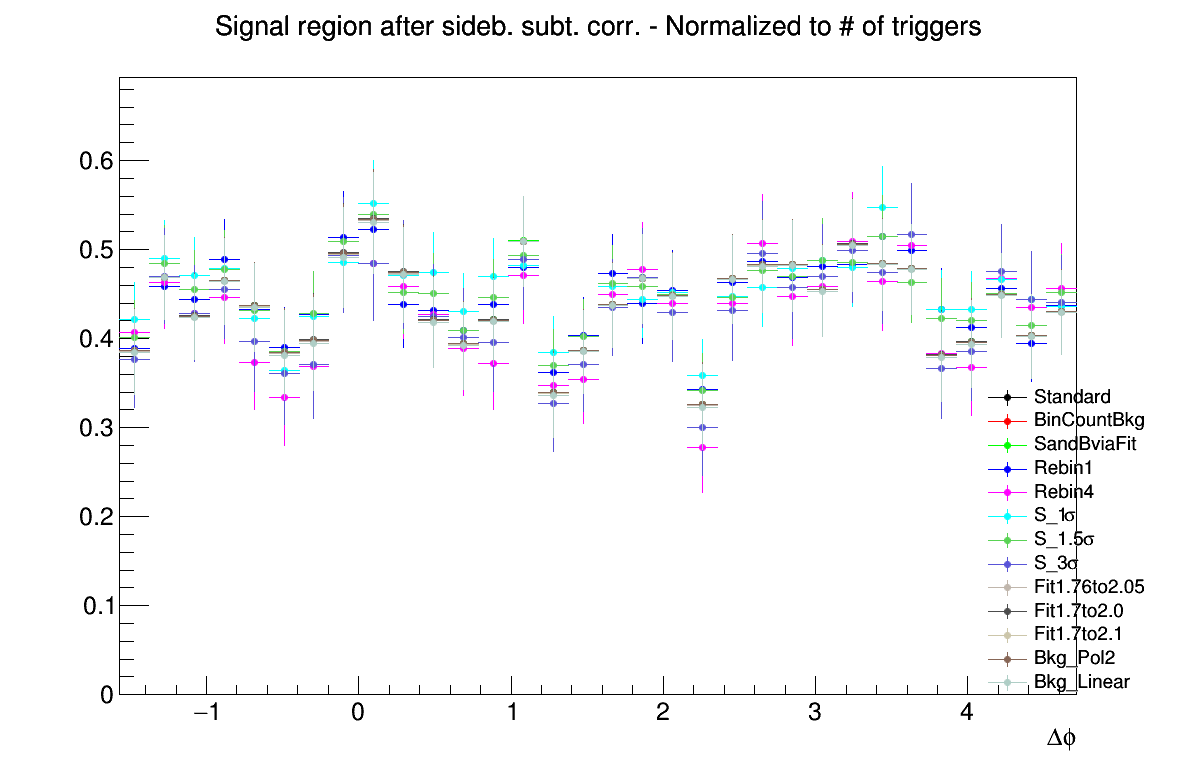 Signal region after sideb. subt. corr. - Normalized to # of triggers
0.6
0.5
0.4
0.3
0.2
0.1
0
−1 0 1 2 3 4
Δϕ
Standard
BinCountBkg
SandBviaFit
Rebin1
Rebin4
S_1σ
S_1.5σ
S_3σ
Fit1.76to2.05
Fit1.7to2.0
Fit1.7to2.1
Bkg_Pol2
Bkg_Linear